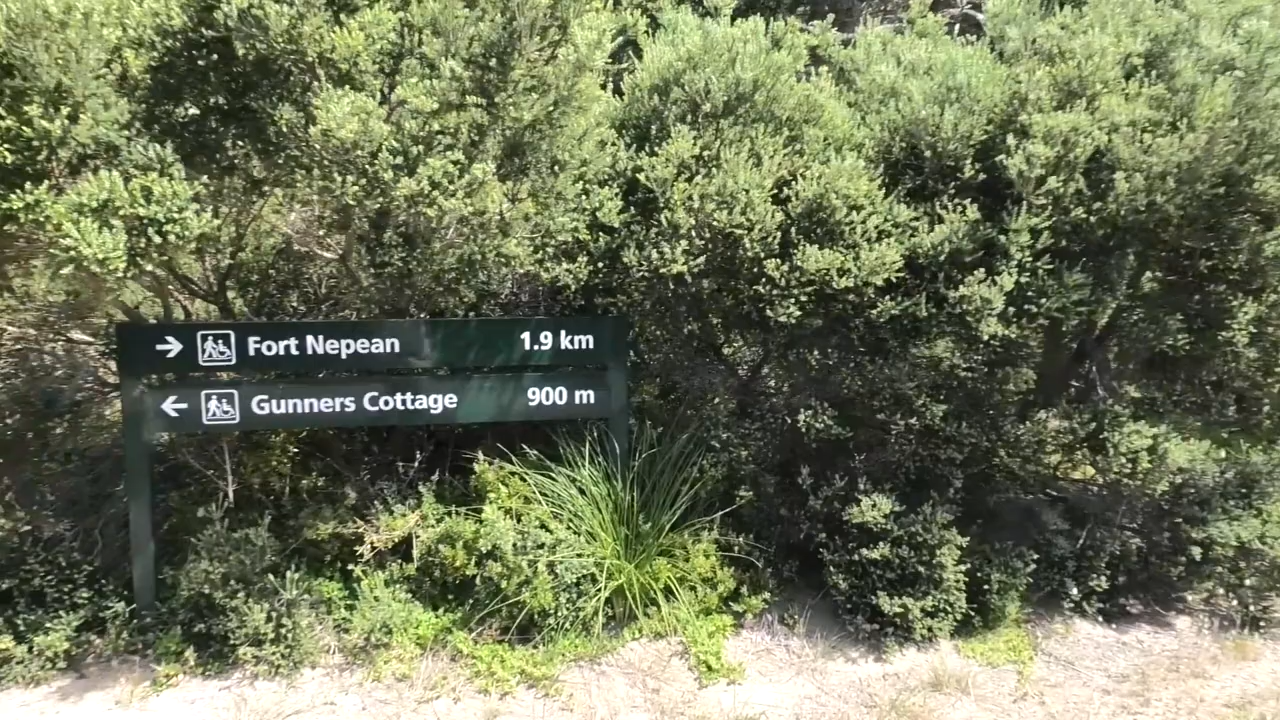 → Fort Nepean 1.9 km
← Gunners Cottage 900 m